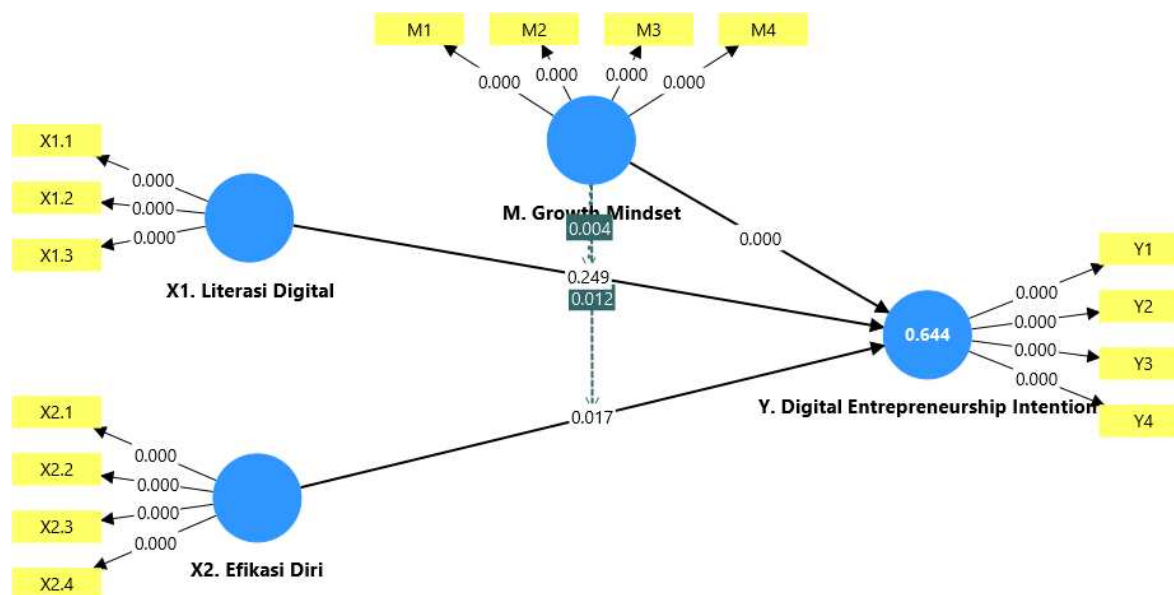 M1
M2
M3
M4
0.000
0.000
0.000
0.000
X1.1
X1.2
X1.3
0.000
0.000
0.000
X1. Literasi Digital
M. Growth Mindset
0.004
0.249
0.012
0.000
0.017
0.644
Y. Digital Entrepreneurship Intention
Y1
Y2
Y3
Y4
0.000
0.000
0.000
0.000
X2.1
X2.2
X2.3
X2.4
0.000
0.000
0.000
0.000
X2. Efikasi Diri